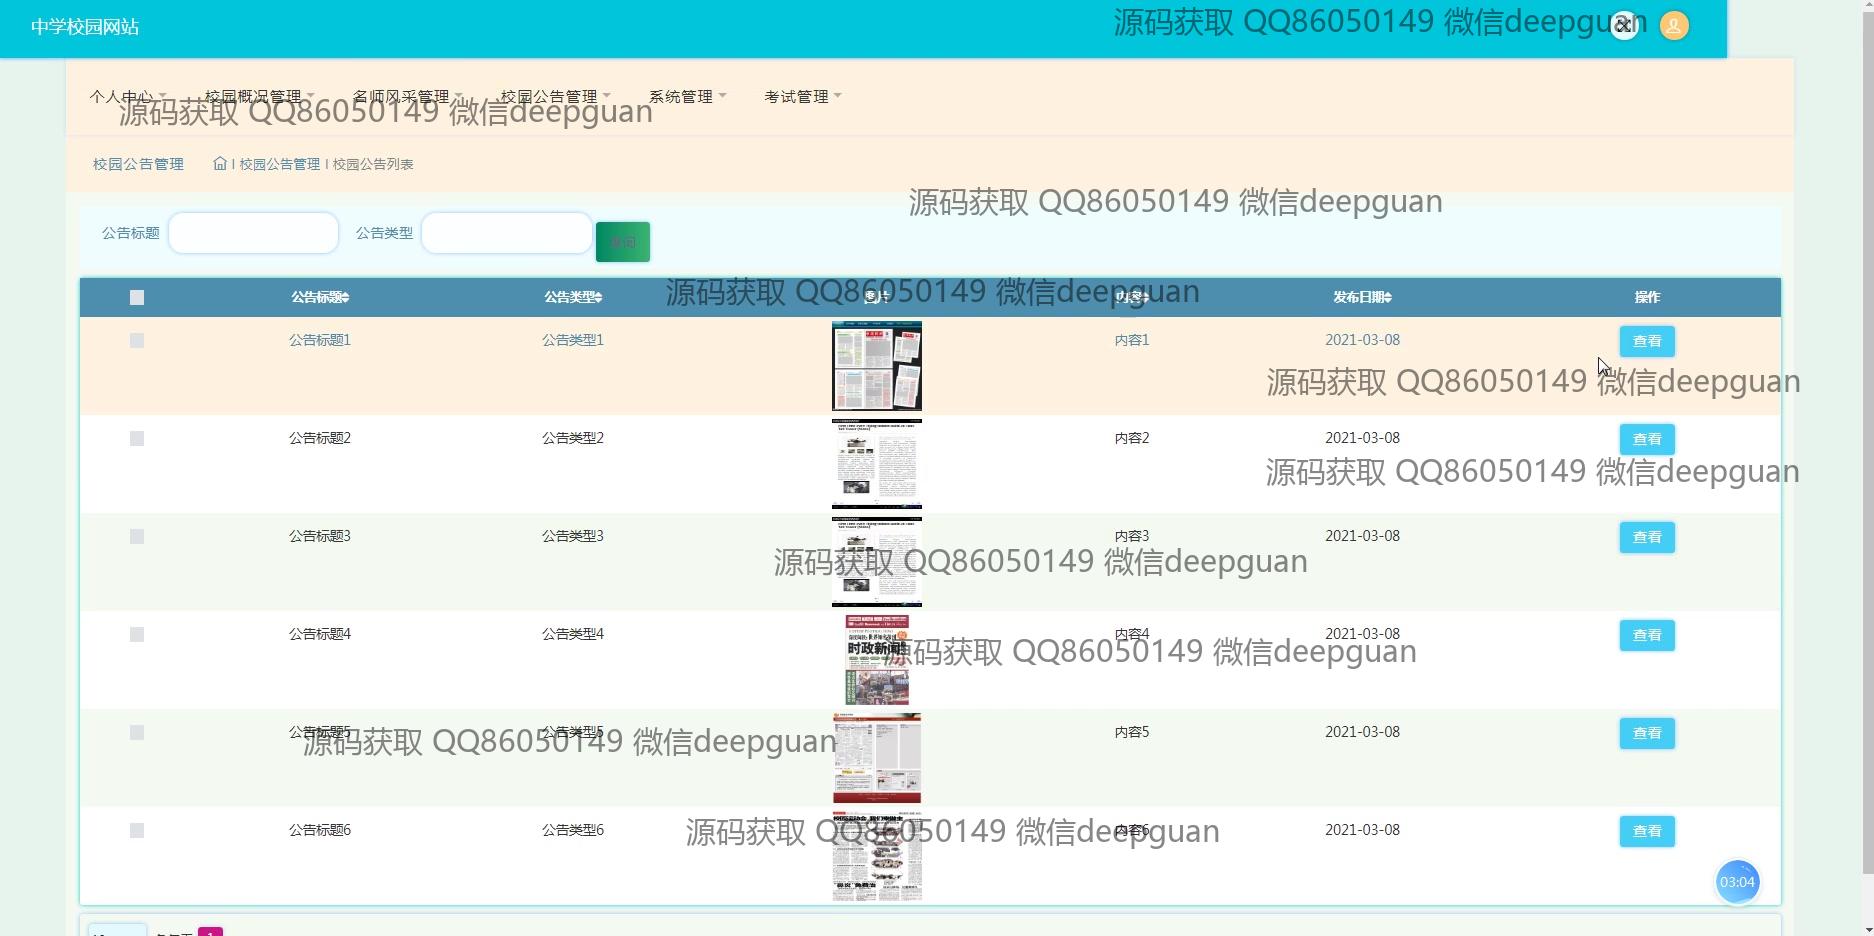 中学校园网站
源码获取 QQ86050149 微信deepguan
个人中心 校园概况管理 名师风采管理 校园公告管理 系统管理 考试管理
源码获取 QQ86050149 微信deepguan
校园公告管理 | 校园公告管理 | 校园公告列表
源码获取 QQ86050149 微信deepguan
公告标题 公告类型 查询
源码获取 QQ86050149 微信deepguan
公告标题 公告类型 图片 内容 发布日期 操作
公告标题1 公告类型1 内容1 2021-03-08 查看
源码获取 QQ86050149 微信deepguan
公告标题2 公告类型2 内容2 2021-03-08 查看
源码获取 QQ86050149 微信deepguan
公告标题3 公告类型3 内容3 2021-03-08 查看
源码获取 QQ86050149 微信deepguan
公告标题4 公告类型4 内容4 2021-03-08 查看
时政新闻
源码获取 QQ86050149 微信deepguan
公告标题5 公告类型5 内容5 2021-03-08 查看
源码获取 QQ86050149 微信deepguan
公告标题6 公告类型6 内容6 2021-03-08 查看
源码获取 QQ86050149 微信deepguan
03:04